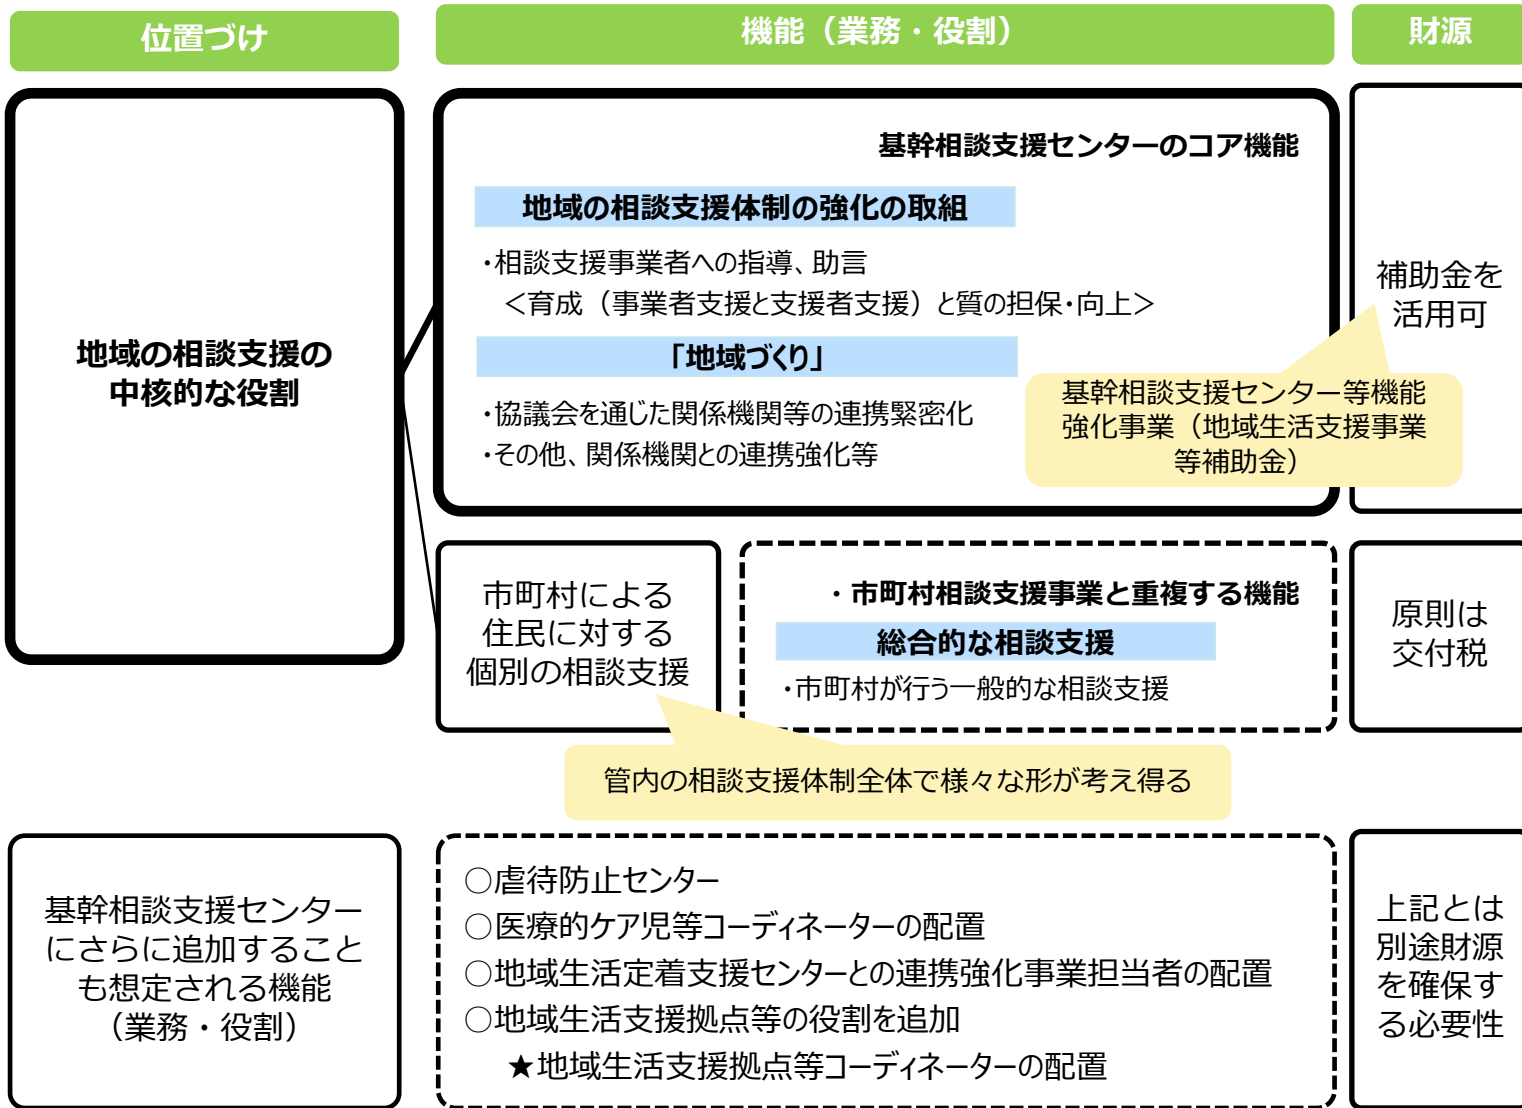 位置づけ
機能（業務・役割）
財源
地域の相談支援の
中核的な役割
基幹相談支援センターのコア機能
地域の相談支援体制の強化の取組
・相談支援事業者への指導、助言
＜育成（事業者支援と支援者支援）と質の担保・向上＞
「地域づくり」
・協議会を通じた関係機関等の連携緊密化
・その他、関係機関との連携強化等
補助金を
活用可
基幹相談支援センター等機能
強化事業（地域生活支援事業
等補助金）
市町村による
住民に対する
個別の相談支援
・市町村相談支援事業と重複する機能
総合的な相談支援
・市町村が行う一般的な相談支援
原則は
交付税
管内の相談支援体制全体で様々な形が考え得る
基幹相談支援センター
にさらに追加すること
も想定される機能
（業務・役割）
○虐待防止センター
○医療的ケア児等コーディネーターの配置
○地域生活定着支援センターとの連携強化事業担当者の配置
○地域生活支援拠点等の役割を追加
★地域生活支援拠点等コーディネーターの配置
上記とは
別途財源
を確保す
る必要性